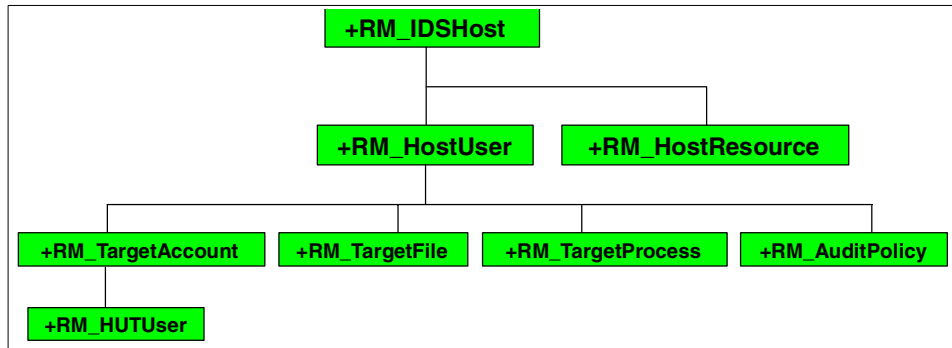 +RM_IDSHost
+RM_HostUser
+RM_HostResource
+RM_TargetAccount
+RM_TargetFile
+RM_TargetProcess
+RM_AuditPolicy
+RM_HUTUser